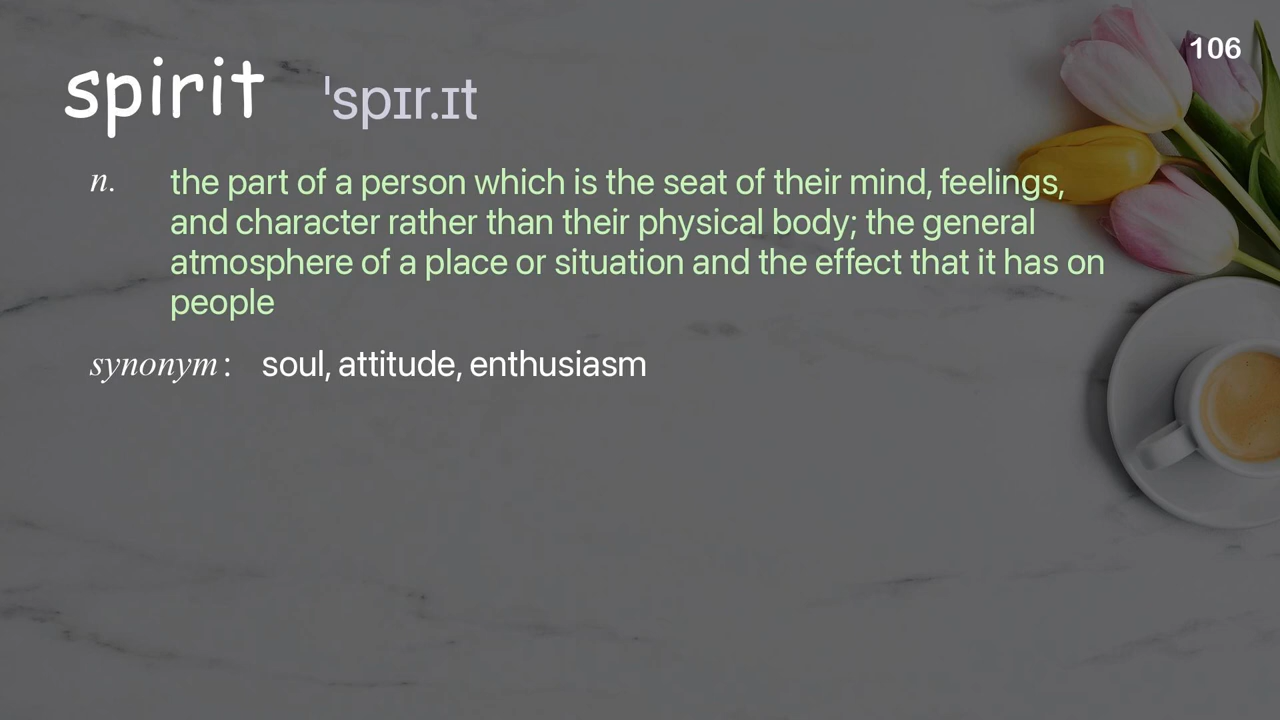 106
spirit ˈspɪr.ɪt
n. the part of a person which is the seat of their mind, feelings,
and character rather than their physical body; the general
atmosphere of a place or situation and the effect that it has on
people
synonym: soul, attitude, enthusiasm